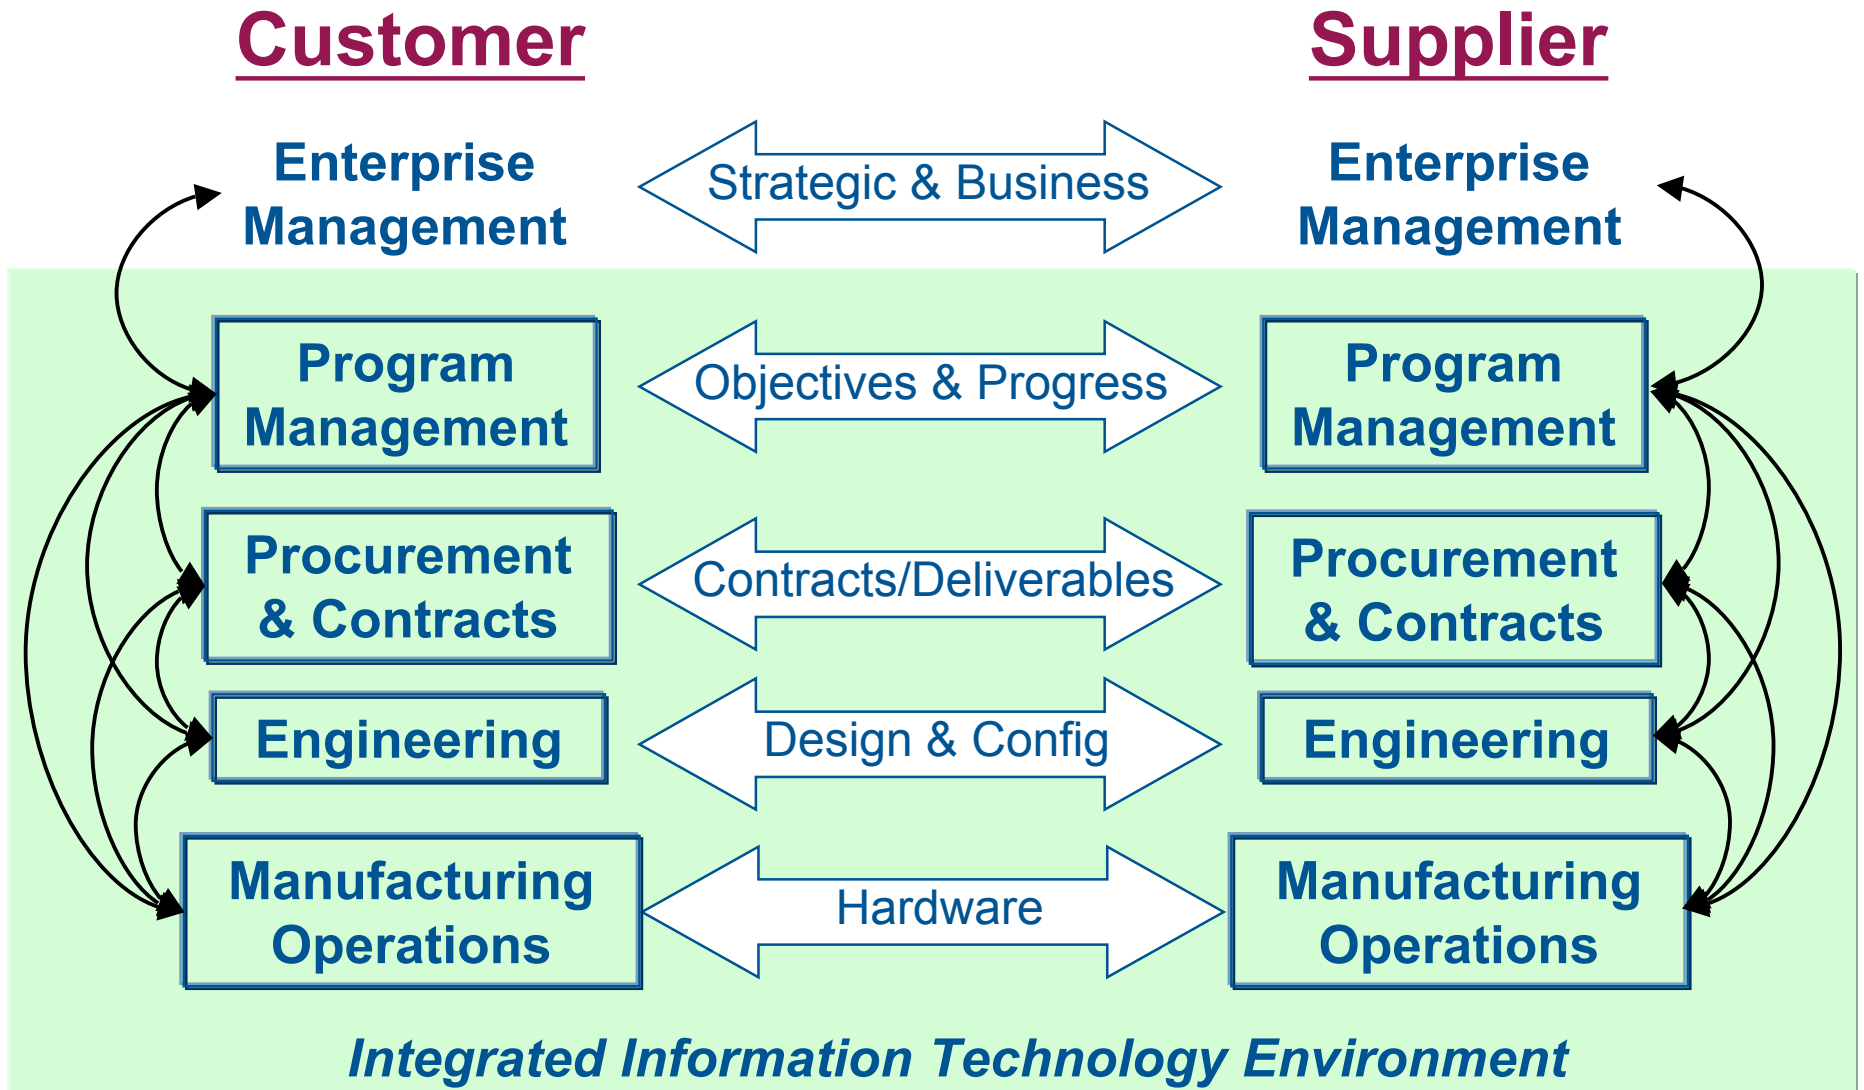 Customer
Supplier
Enterprise
Management
Strategic & Business
Enterprise
Management
Program
Management
Objectives & Progress
Program
Management
Procurement
& Contracts
Contracts/Deliverables
Procurement
& Contracts
Engineering
Design & Config
Engineering
Manufacturing
Operations
Hardware
Manufacturing
Operations
Integrated Information Technology Environment